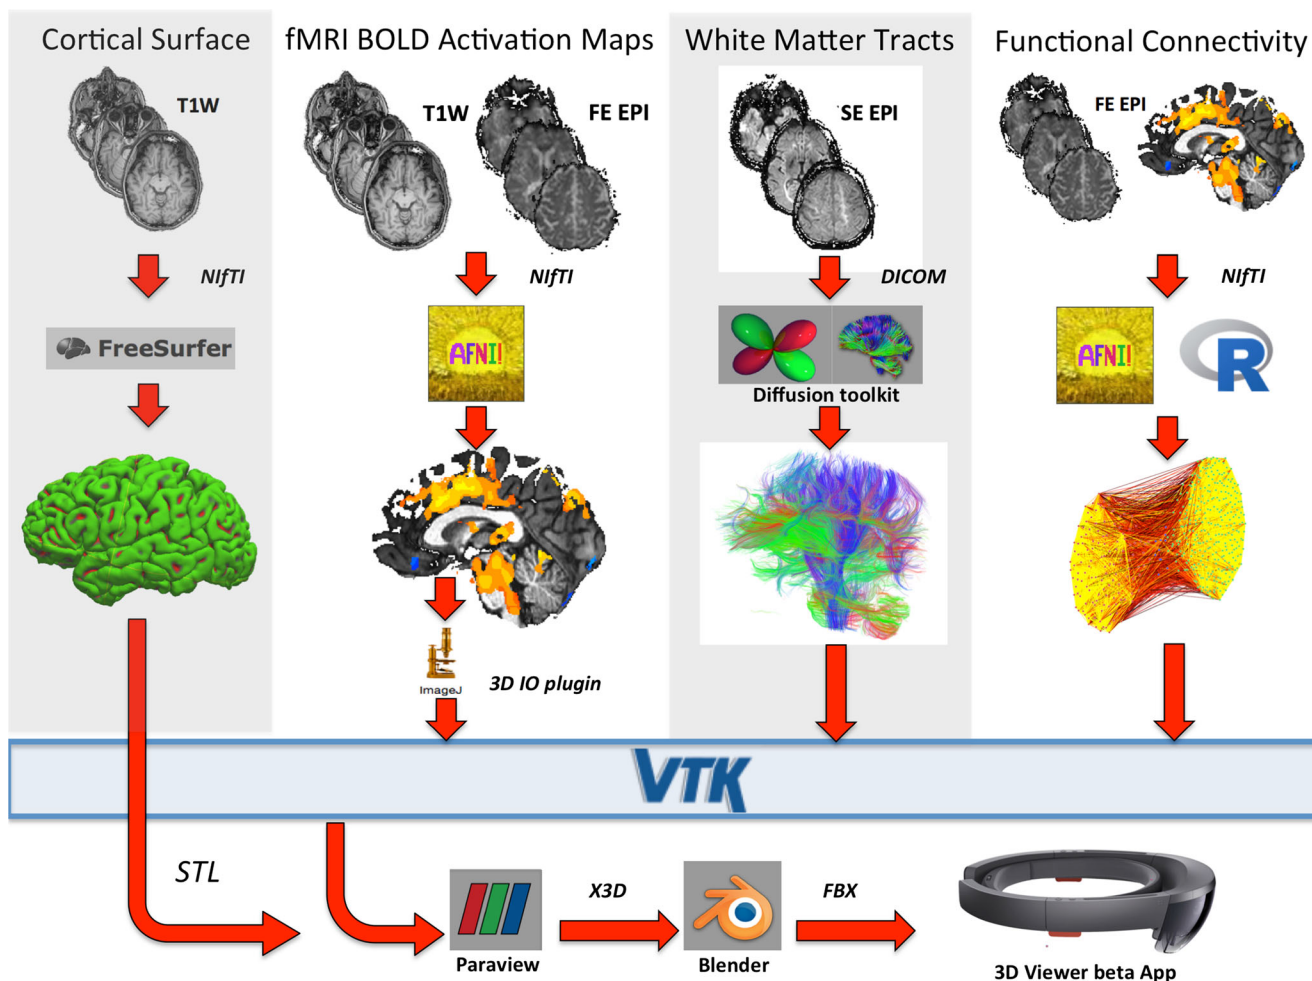 Cortical Surface
fMRI BOLD Activation Maps
White Matter Tracts
Functional Connectivity
T1W
T1W
FE EPI
SE EPI
FE EPI
NIfTI
NIfTI
DICOM
NIfTI
FreeSurfer
AFNI!
Diffusion toolkit
AFNI!
R
ImageJ
3D IO plugin
VTK
STL
X3D
FBX
Paraview
Blender
3D Viewer beta App